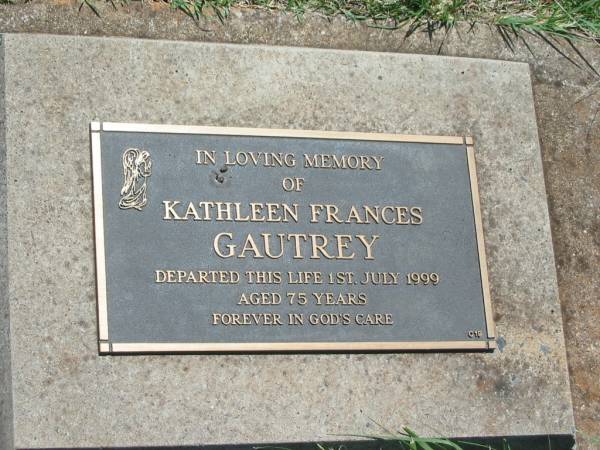 IN LOVING MEMORY
OF
KATHLEEN FRANCES
GAUTREY
DEPARTED THIS LIFE 1ST. JULY 1999
AGED 75 YEARS
FOREVER IN GOD'S CARE